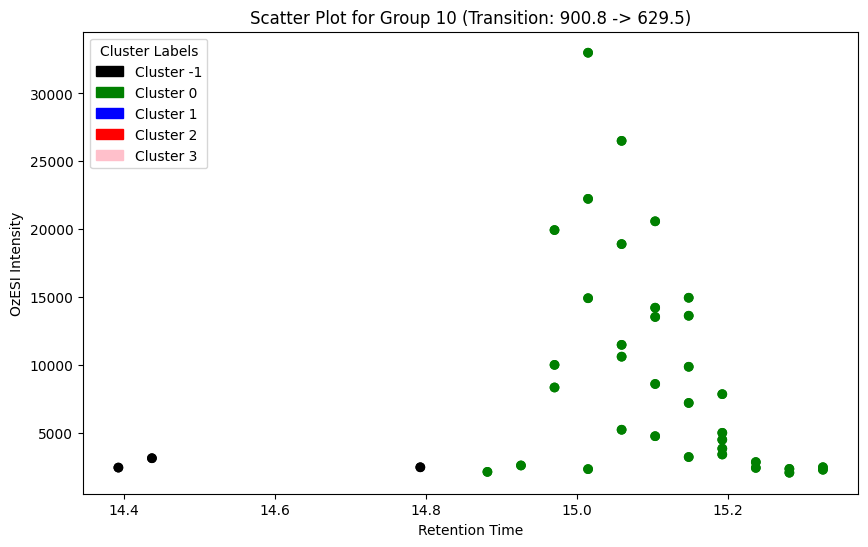 Scatter Plot for Group 10 (Transition: 900.8 -> 629.5)
Cluster Labels
Cluster -1
Cluster 0
Cluster 1
Cluster 2
Cluster 3
OzESI Intensity
30000
25000
20000
15000
10000
5000
14.4 14.6 14.8 15.0 15.2
Retention Time